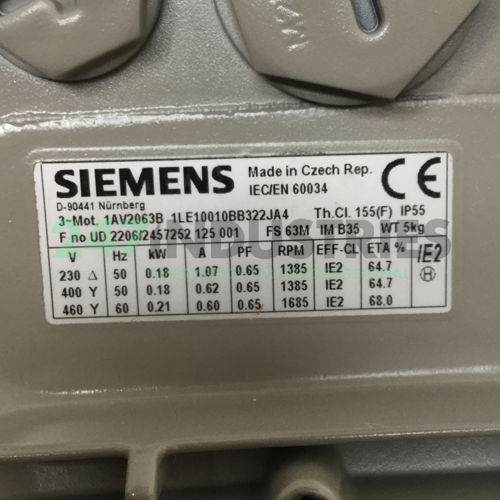 MAX
SIEMENS Made in Czech Rep. CE
D-90441 Nürnberg IEC/EN 60034
3~Mot. 1AV2063B 1LE10010BB322JA4 Th.Cl. 155(F) IP55
F no UD 2206/2457252 125 001 FS 63M IM B35 WT 5kg
V Hz kW A PF RPM EFF-CL ETA % IE2
230 Δ 50 0.18 1.07 0.65 1385 IE2 64.7 H
400 Y 50 0.18 0.62 0.65 1385 IE2 64.7
460 Y 60 0.21 0.60 0.65 1685 IE2 68.0
24INDUSTRIES